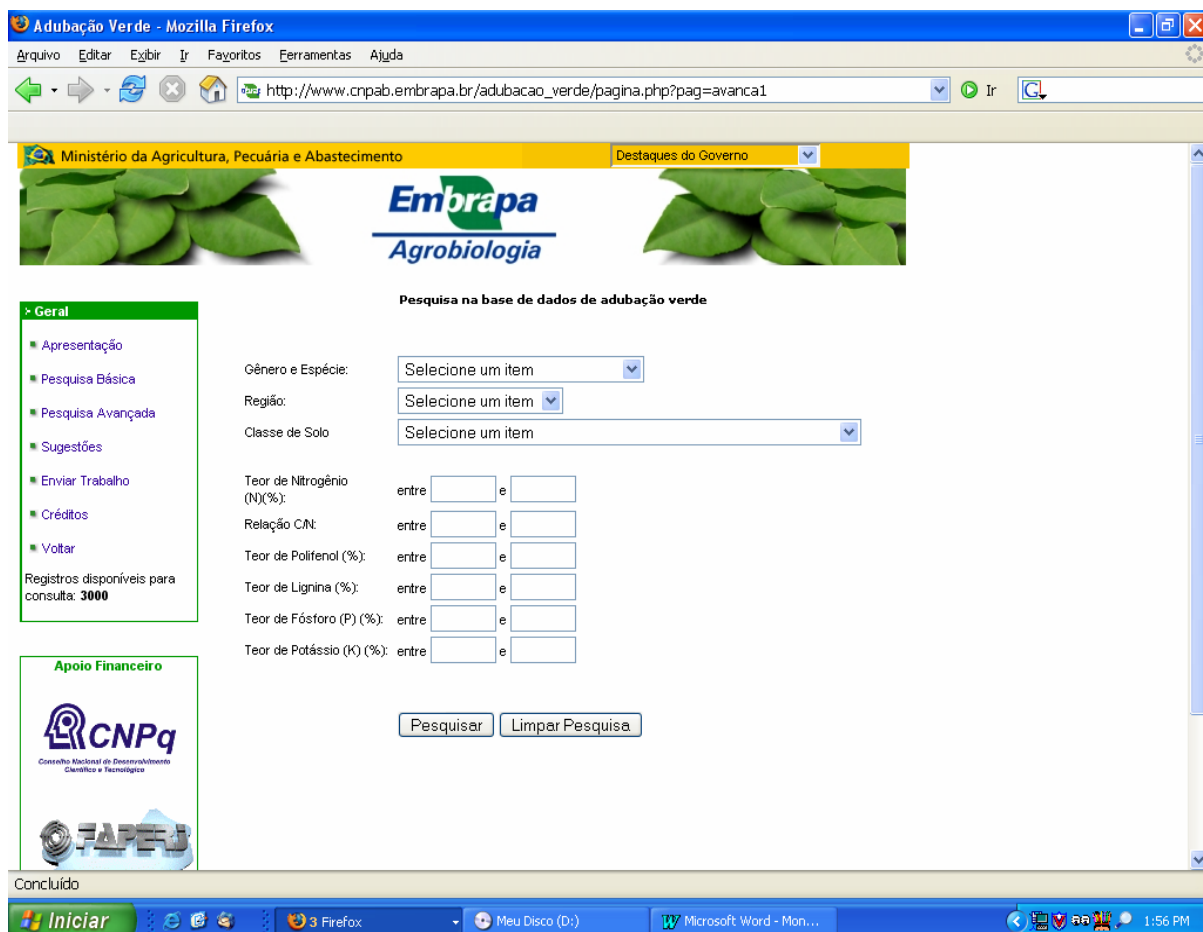 Adubação Verde - Mozilla Firefox
Arquivo Editar Exibir Ir Favoritos Ferramentas Ajuda
http://www.cnpab.embrapa.br/adubacao_verde/pagina.php?pag=avanca1 Ir G
Ministério da Agricultura, Pecuária e Abastecimento Destaques do Governo
Embrapa
Agrobiologia
Pesquisa na base de dados de adubação verde
> Geral
Apresentação
Pesquisa Básica
Pesquisa Avançada
Sugestões
Enviar Trabalho
Créditos
Voltar
Registros disponíveis para
consulta: 3000
Gênero e Espécie: Selecione um item
Região: Selecione um item
Classe de Solo Selecione um item
Teor de Nitrogênio
(N)(%): entre e
Relação C/N: entre e
Teor de Polifenol (%): entre e
Teor de Lignina (%): entre e
Teor de Fósforo (P) (%): entre e
Teor de Potássio (K) (%): entre e
Pesquisar Limpar Pesquisa
Apoio Financeiro
CNPq
Conselho Nacional de Desenvolvimento
Científico e Tecnológico
FAPERJ
Concluído
Iniciar 3 Firefox Meu Disco (D:) Microsoft Word - Mon... 1:56 PM